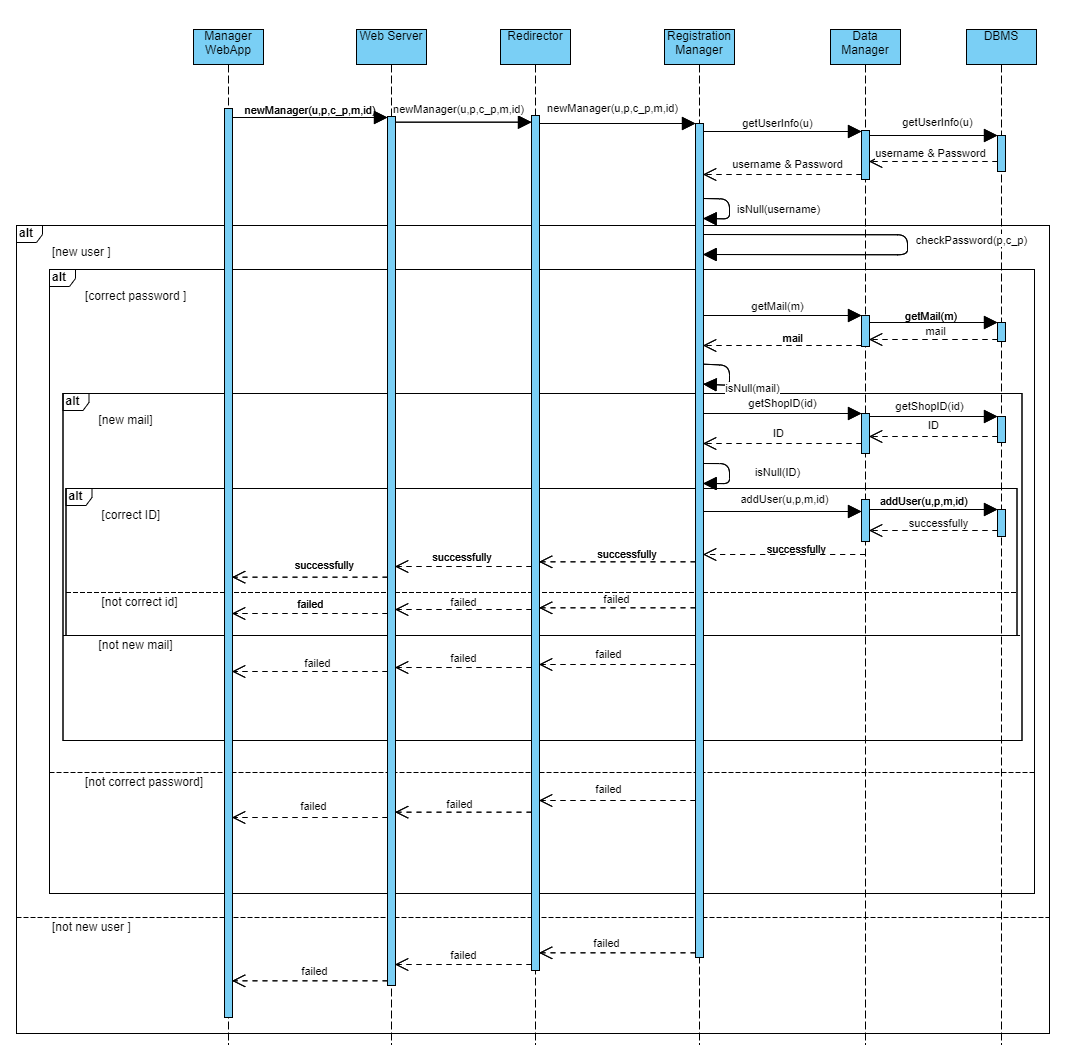 Manager
WebApp
Web Server
Redirector
Registration
Manager
Data
Manager
DBMS
newManager(u,p,c_p,m,id)
newManager(u,p,c_p,m,id)
newManager(u,p,c_p,m,id)
getUserInfo(u)
getUserInfo(u)
username & Password
username & Password
isNull(username)
alt
[new user ]
checkPassword(p,c_p)
alt
[correct password ]
getMail(m)
getMail(m)
mail
mail
isNull(mail)
alt
[new mail]
getShopID(id)
getShopID(id)
ID
ID
isNull(ID)
alt
[correct ID]
addUser(u,p,m,id)
addUser(u,p,m,id)
successfully
successfully
successfully
successfully
successfully
[not correct id]
failed
failed
failed
[not new mail]
failed
failed
failed
[not correct password]
failed
failed
failed
[not new user ]
failed
failed
failed